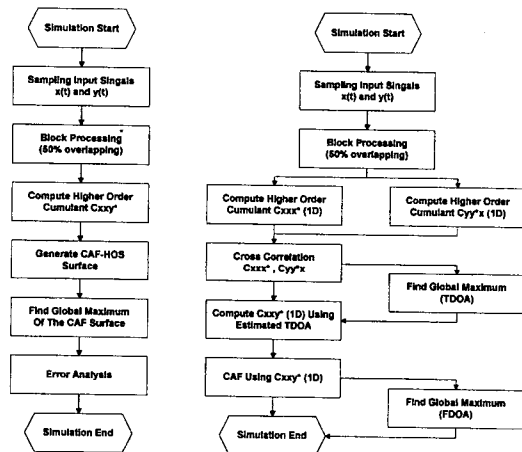 Simulation Start
Sampling Input Singals
x(t) and y(t)
Block Processing
(50% overlapping)
Compute Higher Order
Cumulant Cxxy*
Generate CAF-HOS
Surface
Find Global Maximum
Of The CAF Surface
Error Analysis
Simulation End
Simulation Start
Sampling Input Singals
x(t) and y(t)
Block Processing
(50% overlapping)
Compute Higher Order
Cumulant Cxxx* (1D)
Compute Higher Order
Cumulant Cyy*x (1D)
Cross Correlation
Cxxx* , Cyy*x
Find Global Maximum
(TDOA)
Compute Cxxy* (1D) Using
Estimated TDOA
CAF Using Cxxy* (1D)
Find Global Maximum
(FDOA)
Simulation End